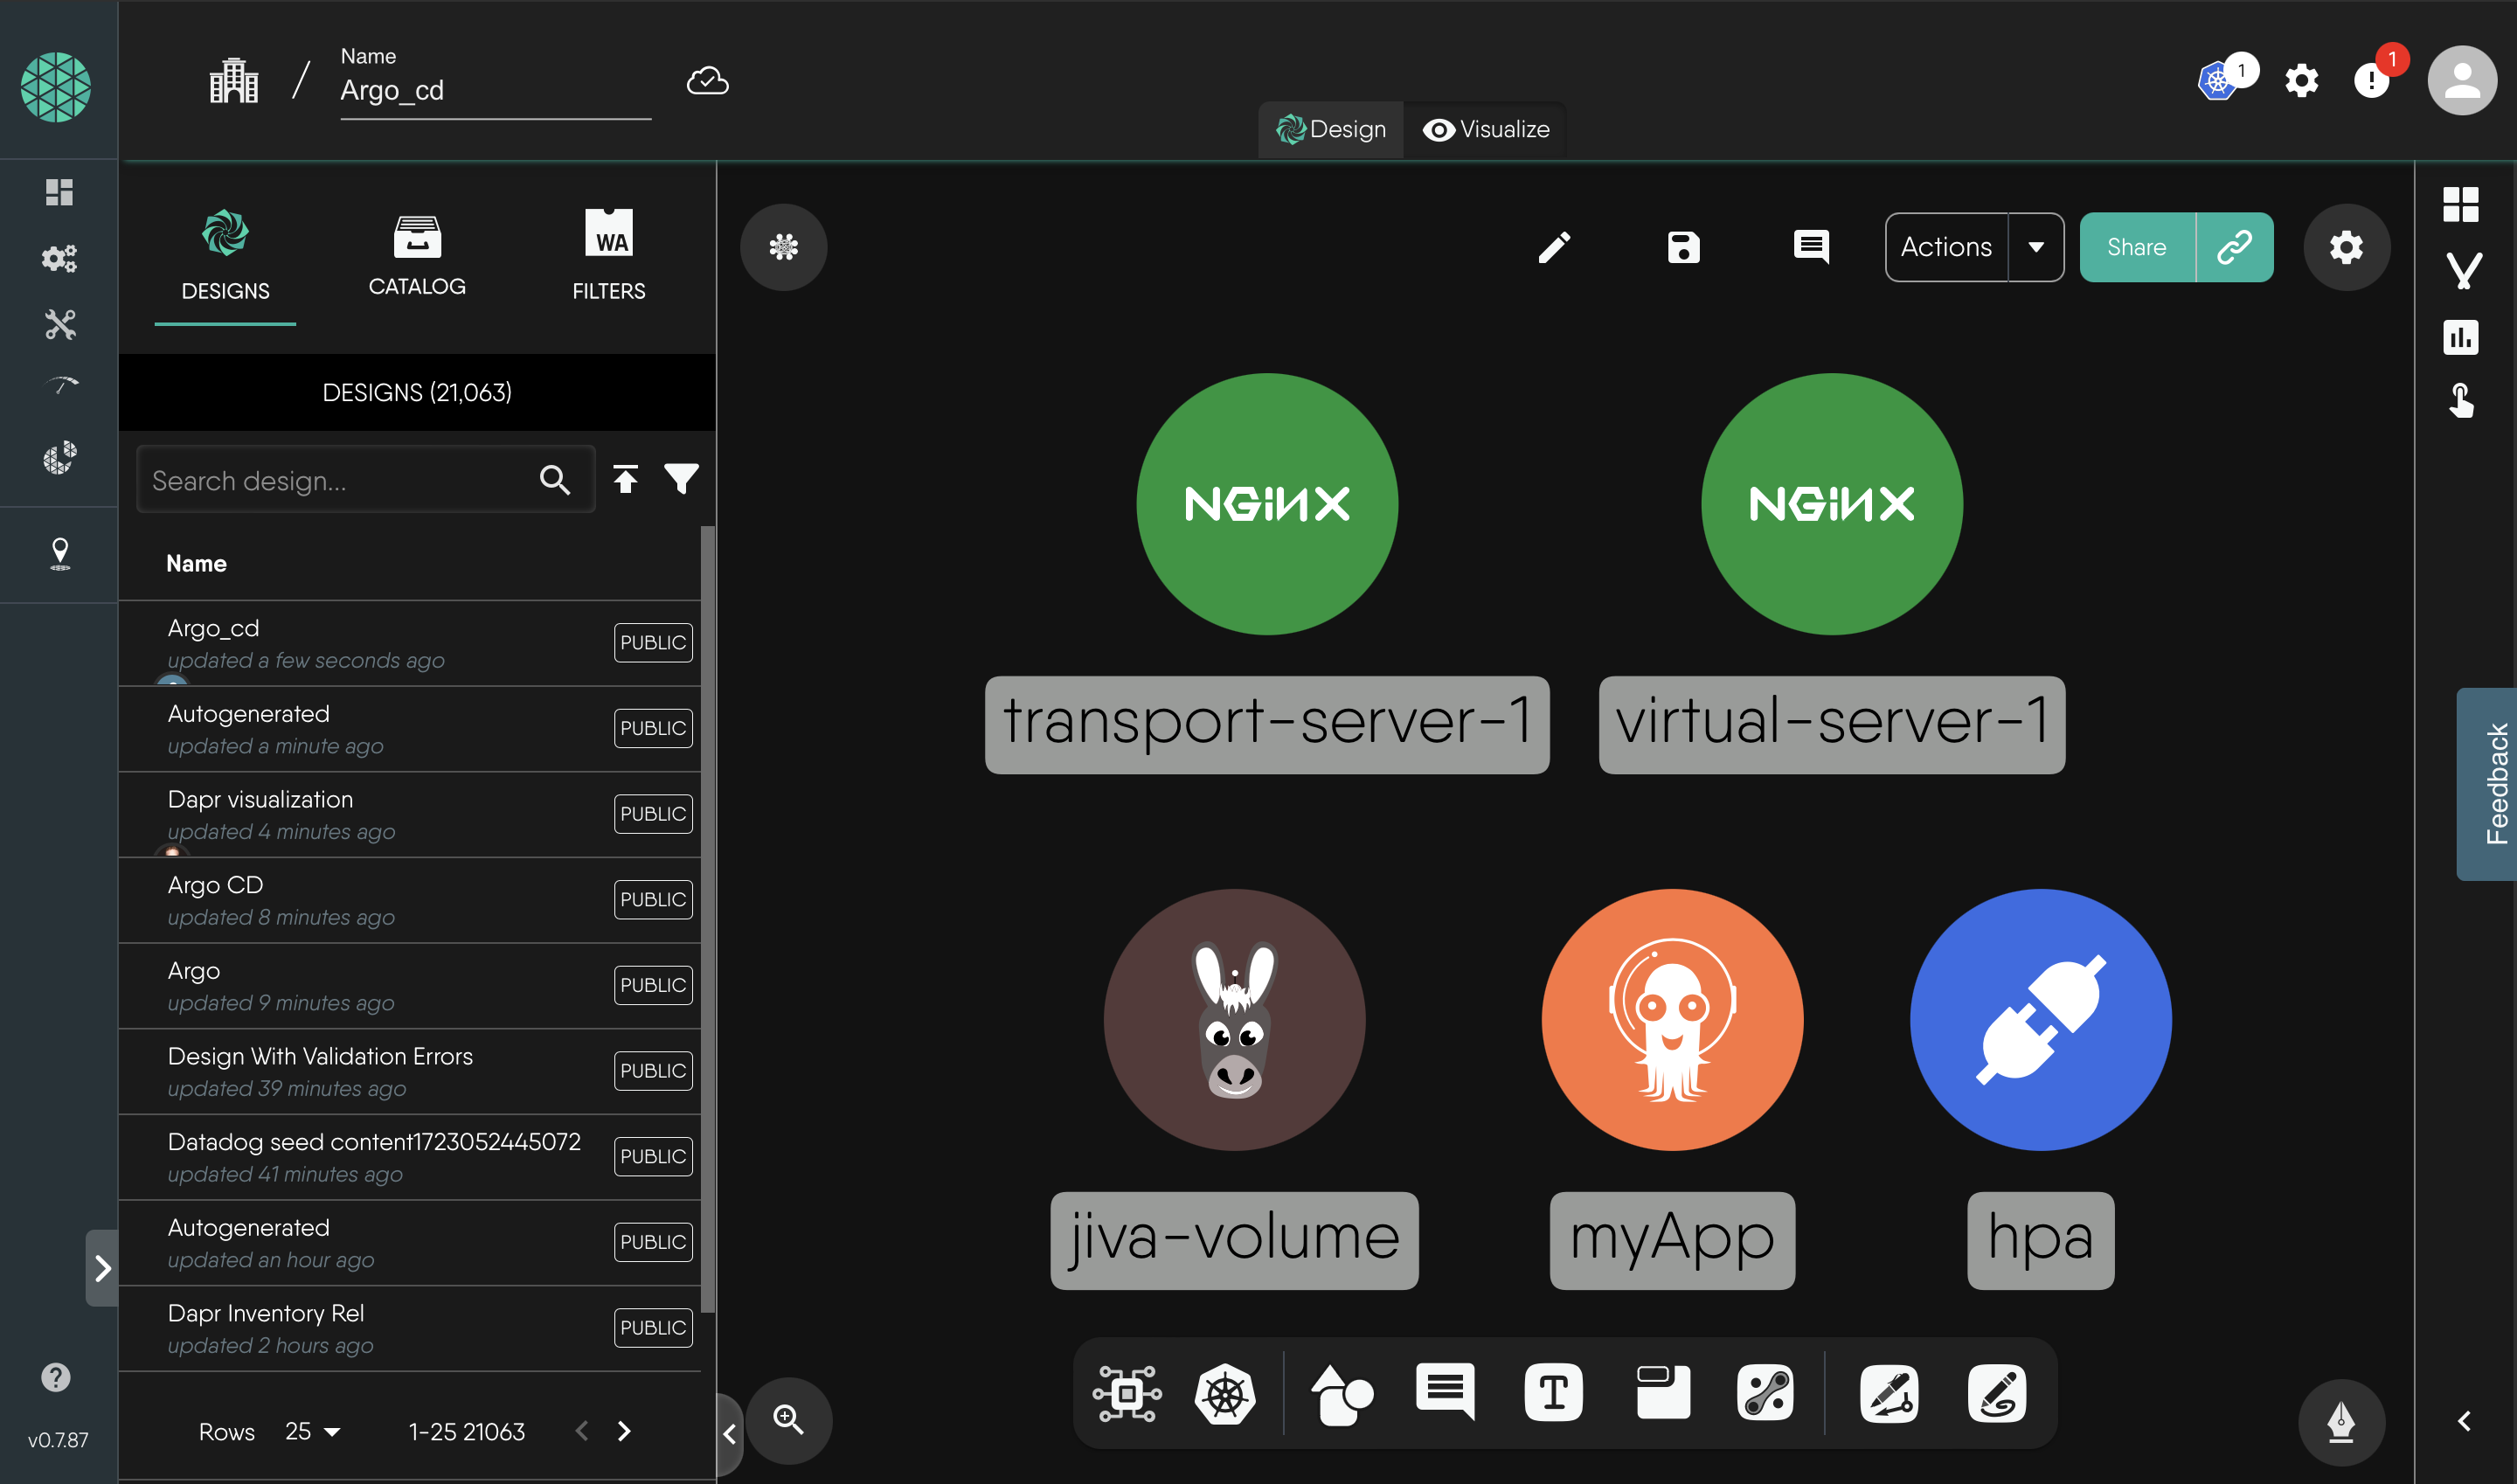 Name
Argo_cd
1
1
Design
Visualize
DESIGNS
CATALOG
WA
FILTERS
Actions
Share
DESIGNS (21,063)
Search design...
Name
Argo_cd
PUBLIC
updated a few seconds ago
Autogenerated
PUBLIC
updated a minute ago
Dapr visualization
PUBLIC
updated 4 minutes ago
Argo CD
PUBLIC
updated 8 minutes ago
Argo
PUBLIC
updated 9 minutes ago
Design With Validation Errors
PUBLIC
updated 39 minutes ago
Datadog seed content1723052445072
PUBLIC
updated 41 minutes ago
Autogenerated
PUBLIC
updated an hour ago
Dapr Inventory Rel
PUBLIC
updated 2 hours ago
Rows 25 1-25 21063
v0.7.87
NGINX
NGINX
transport-server-1
virtual-server-1
jiva-volume
myApp
hpa
T
Feedback